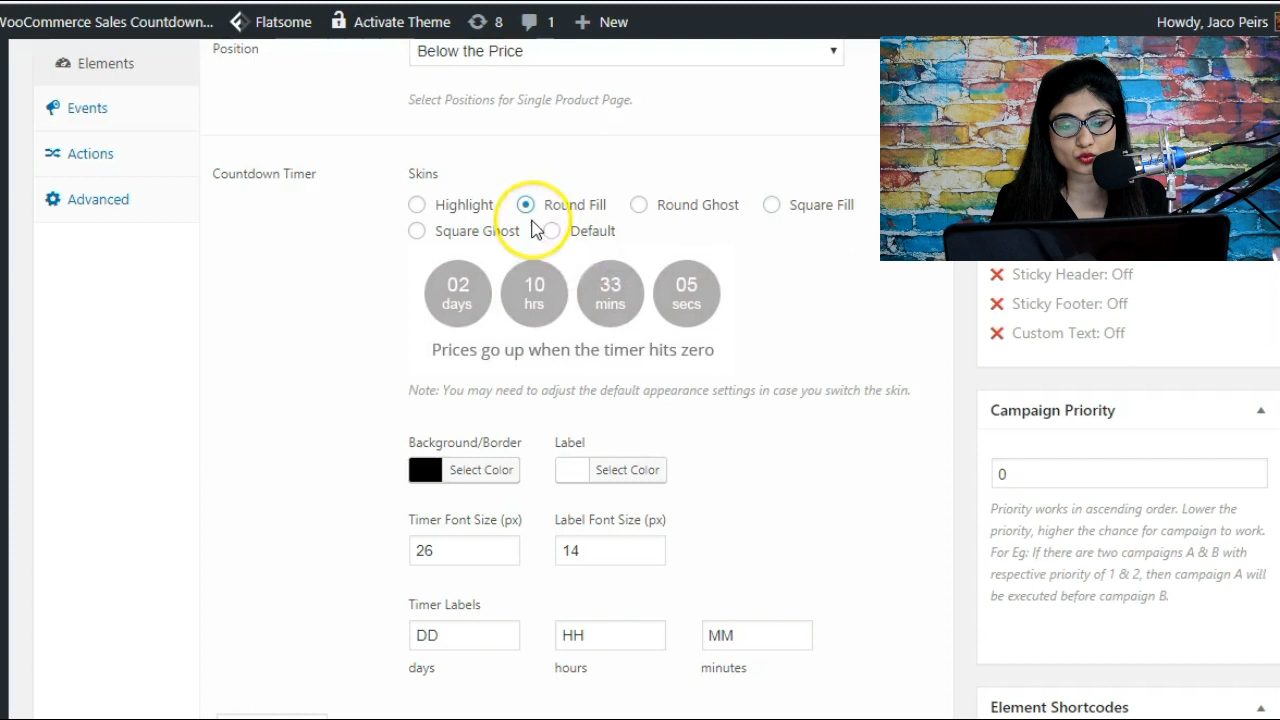 WooCommerce Sales Countdown... Flatsome Activate Theme 8 1 New Howdy, Jaco Peirs
Elements
Events
Actions
Advanced
Position
Below the Price
Select Positions for Single Product Page.
Countdown Timer
Skins
Highlight Round Fill Round Ghost Square Fill
Square Ghost Default
02 10 33 05
days hrs mins secs
Prices go up when the timer hits zero
Note: You may need to adjust the default appearance settings in case you switch the skin.
Background/Border Label
Select Color Select Color
Timer Font Size (px) Label Font Size (px)
26 14
Timer Labels
DD HH MM
days hours minutes
Sticky Header: Off
Sticky Footer: Off
Custom Text: Off
Campaign Priority
0
Priority works in ascending order. Lower the
priority, higher the chance for campaign to work.
For Eg: If there are two campaigns A & B with
respective priority of 1 & 2, then campaign A will
be executed before campaign B.
Element Shortcodes